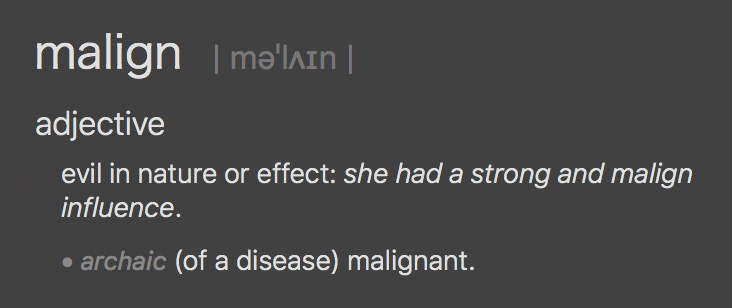 malign | məˈlʌɪn |
adjective
evil in nature or effect: she had a strong and malign
influence.
• archaic (of a disease) malignant.